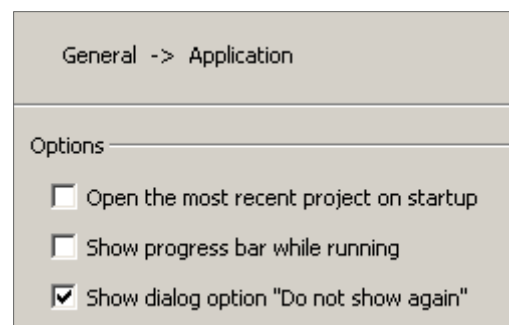 General -> Application
Options
Open the most recent project on startup
Show progress bar while running
Show dialog option "Do not show again"